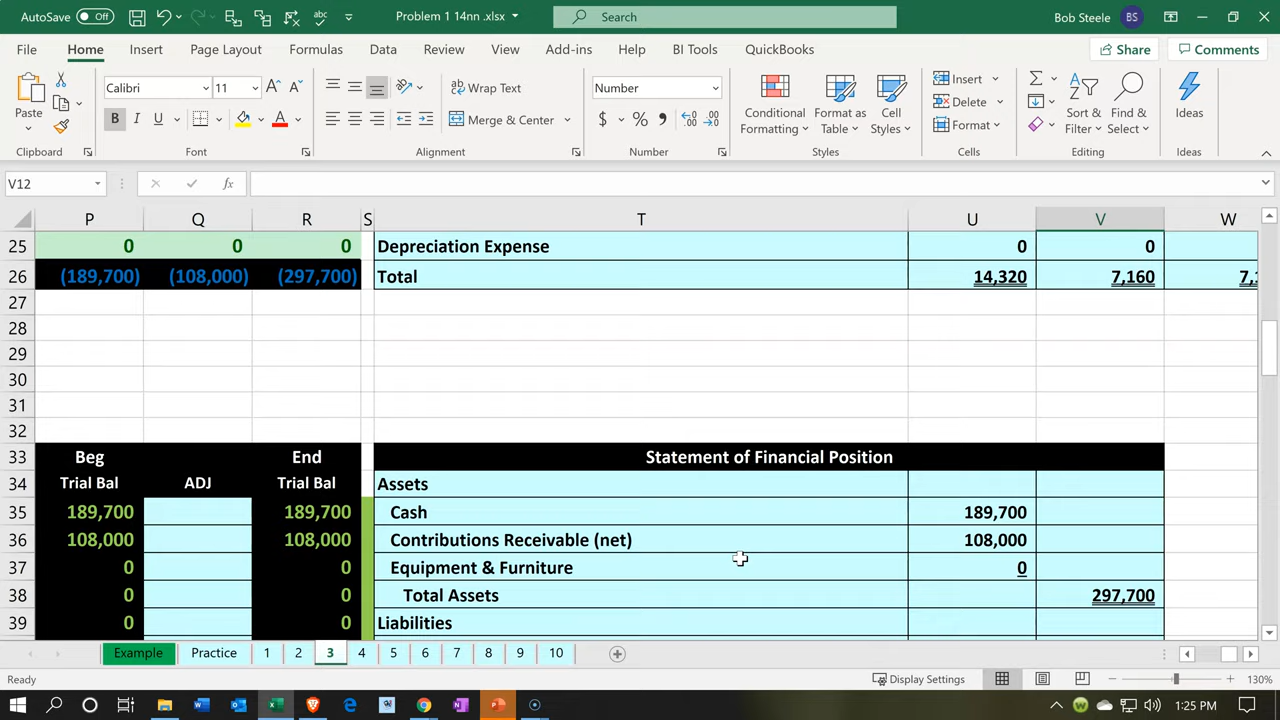 AutoSave Off Problem 1 14nn .xlsx Search Bob Steele BS
File Home Insert Page Layout Formulas Data Review View Add-ins Help BI Tools QuickBooks Share Comments
Paste Calibri 11 Wrap Text Number Conditional Formatting Format as Table Cell Styles Insert Sort & Filter Find & Select Ideas
B I U A Merge & Center $ % Delete
Format
Clipboard Font Alignment Number Styles Cells Editing Ideas
V12 fx
P Q R S T U V W
25 0 0 0 Depreciation Expense 0 0
26 (189,700) (108,000) (297,700) Total 14,320 7,160
27
28
29
30
31
32
33 Beg End Statement of Financial Position
34 Trial Bal ADJ Trial Bal Assets
35 189,700 189,700 Cash 189,700
36 108,000 108,000 Contributions Receivable (net) 108,000
37 0 0 Equipment & Furniture 0
38 0 0 Total Assets 297,700
39 0 0 Liabilities
Example Practice 1 2 3 4 5 6 7 8 9 10
Ready Display Settings 130%
1:25 PM